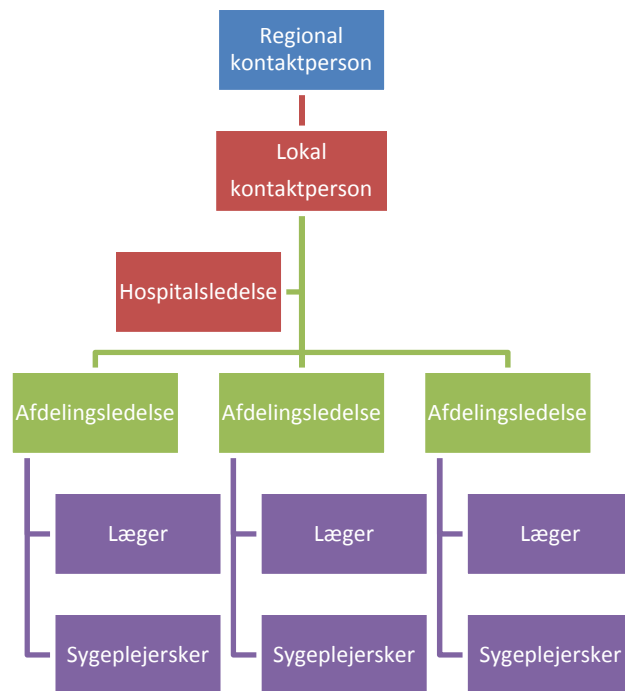 Regional
kontaktperson
Lokal
kontaktperson
Hospitalsledelse
Afdelingsledelse
Afdelingsledelse
Afdelingsledelse
Læger
Læger
Læger
Sygeplejersker
Sygeplejersker
Sygeplejersker